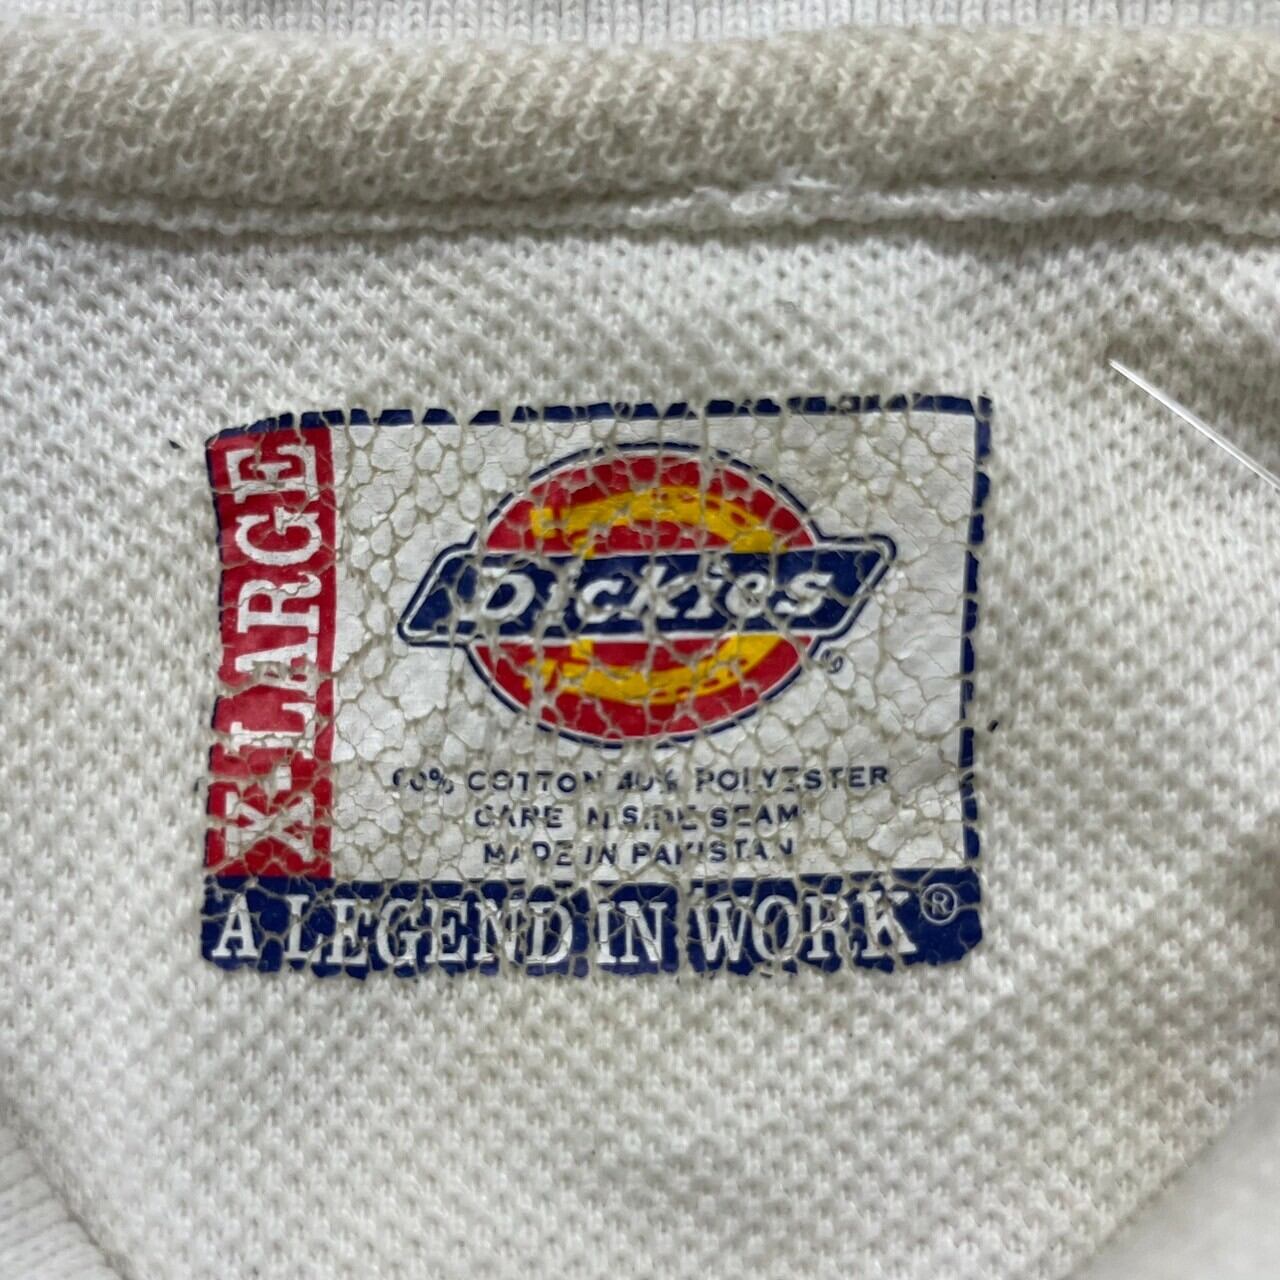 X-LARGE
Dickies
®
60% COTTON 40% POLYESTER
CARE INSIDE SEAM
MADE IN PAKISTAN
A LEGEND IN WORK®